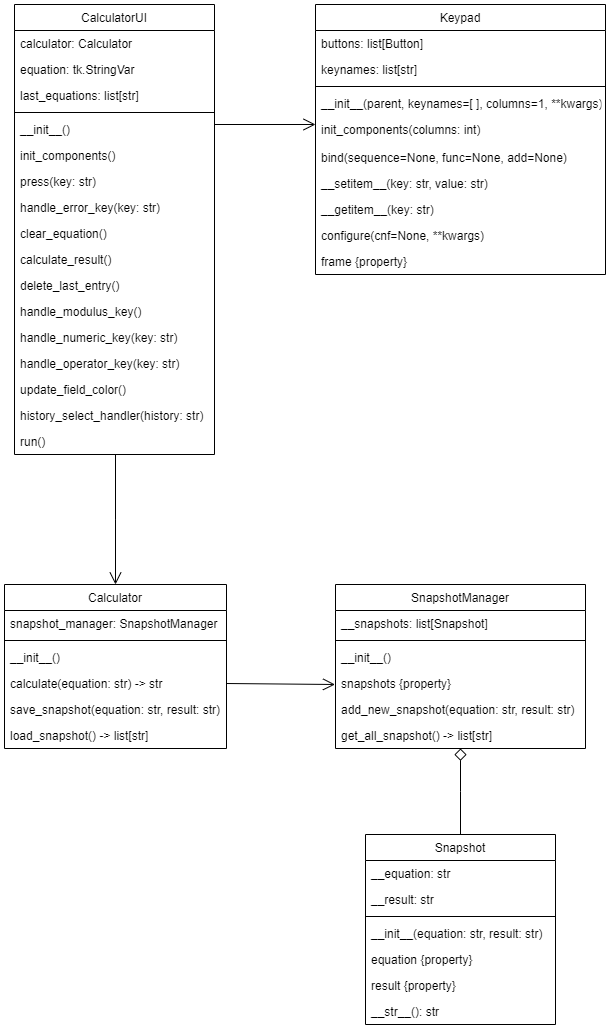 CalculatorUI
calculator: Calculator
equation: tk.StringVar
last_equations: list[str]
__init__()
init_components()
press(key: str)
handle_error_key(key: str)
clear_equation()
calculate_result()
delete_last_entry()
handle_modulus_key()
handle_numeric_key(key: str)
handle_operator_key(key: str)
update_field_color()
history_select_handler(history: str)
run()
Keypad
buttons: list[Button]
keynames: list[str]
__init__(parent, keynames=[ ], columns=1, **kwargs)
init_components(columns: int)
bind(sequence=None, func=None, add=None)
__setitem__(key: str, value: str)
__getitem__(key: str)
configure(cnf=None, **kwargs)
frame {property}
Calculator
snapshot_manager: SnapshotManager
__init__()
calculate(equation: str) -> str
save_snapshot(equation: str, result: str)
load_snapshot() -> list[str]
SnapshotManager
__snapshots: list[Snapshot]
__init__()
snapshots {property}
add_new_snapshot(equation: str, result: str)
get_all_snapshot() -> list[str]
Snapshot
__equation: str
__result: str
__init__(equation: str, result: str)
equation {property}
result {property}
__str__(): str